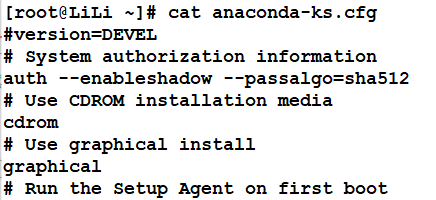 [root@LiLi ~]# cat anaconda-ks.cfg
#version=DEVEL
# System authorization information
auth --enableshadow --passalgo=sha512
# Use CDROM installation media
cdrom
# Use graphical install
graphical
# Run the Setup Agent on first boot